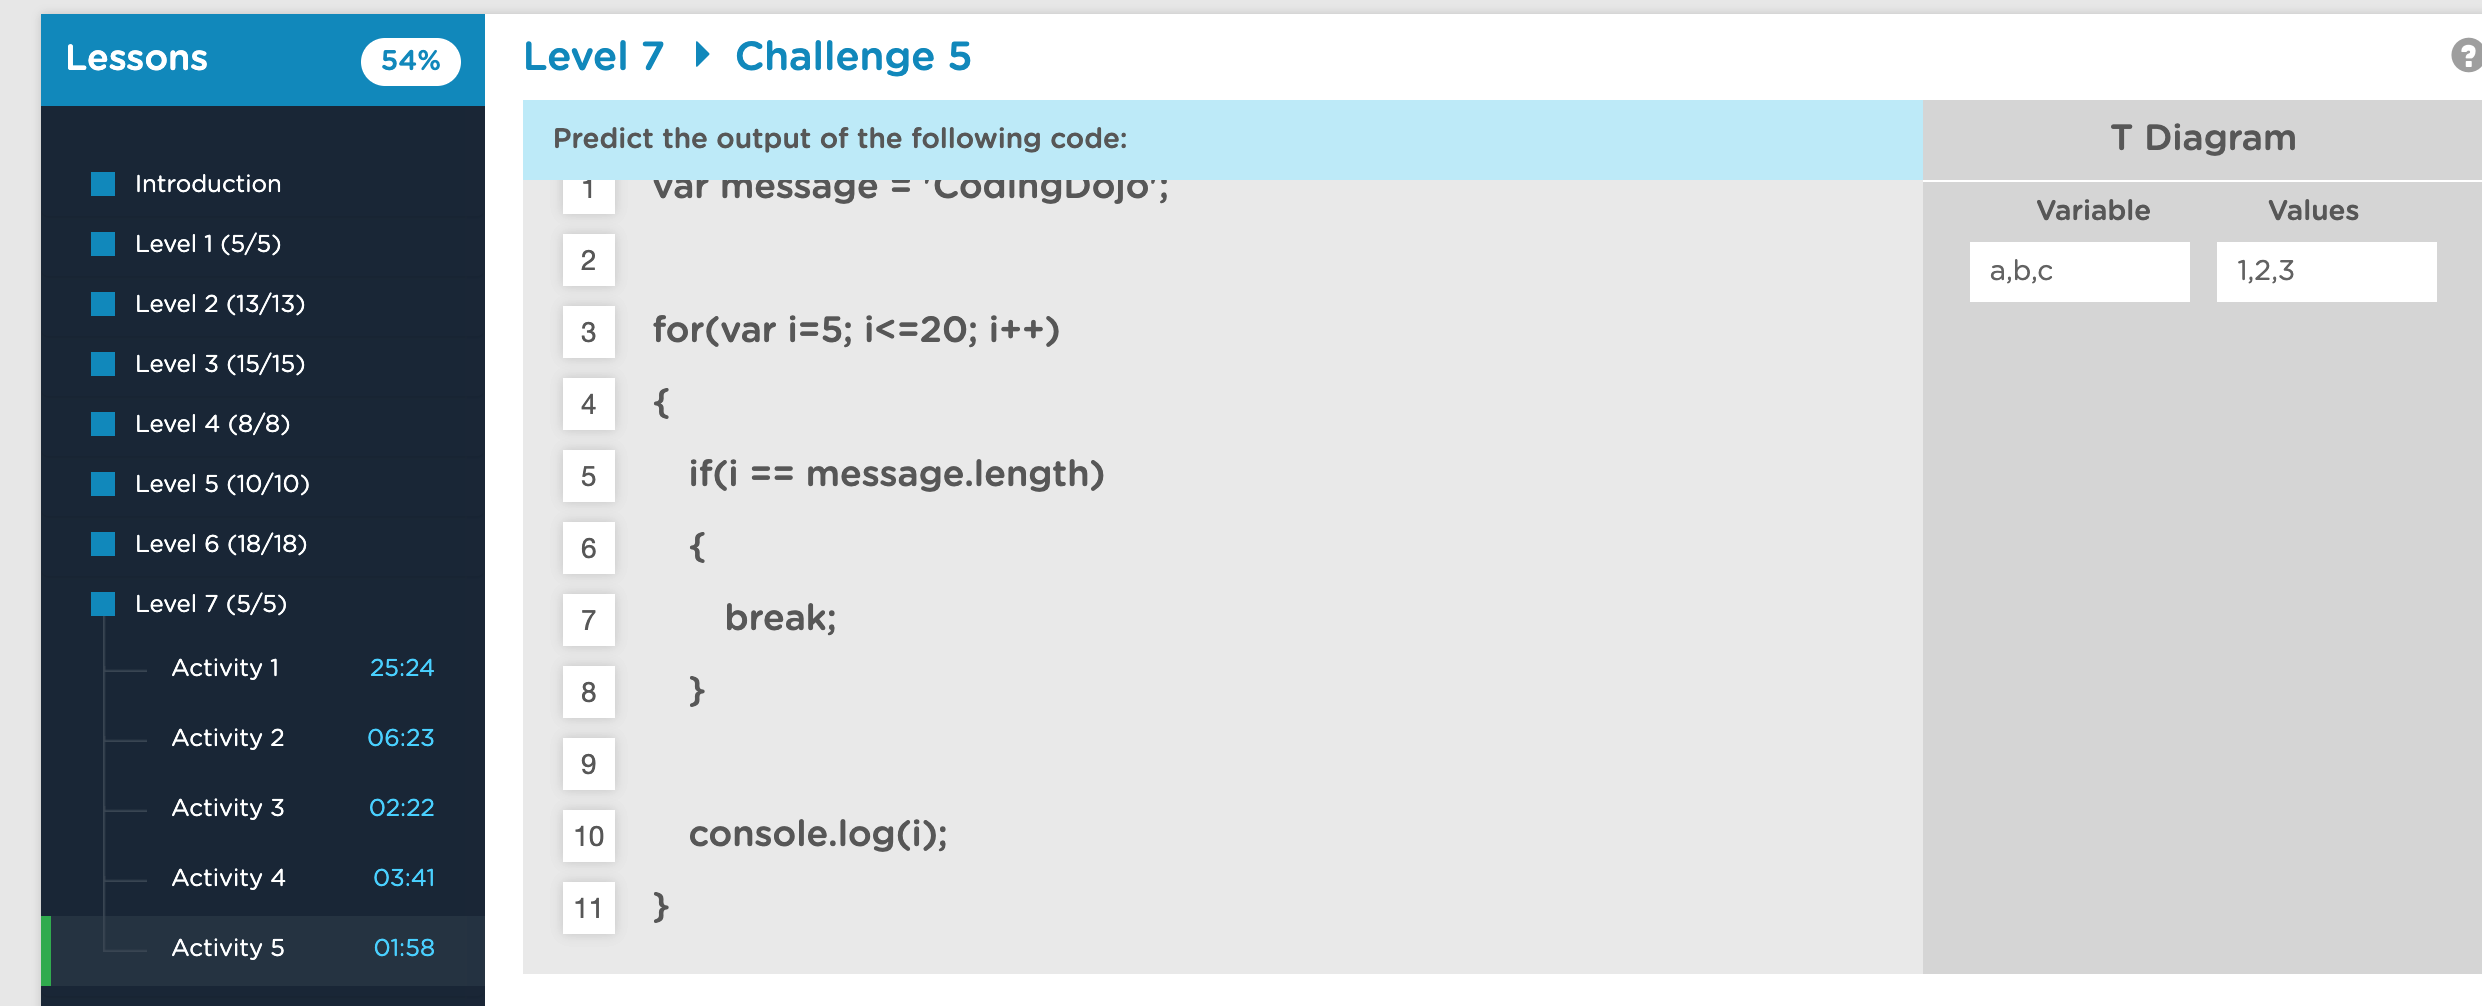 Lessons
54%
Introduction
Level 1 (5/5)
Level 2 (13/13)
Level 3 (15/15)
Level 4 (8/8)
Level 5 (10/10)
Level 6 (18/18)
Level 7 (5/5)
Activity 1 25:24
Activity 2 06:23
Activity 3 02:22
Activity 4 03:41
Activity 5 01:58
Level 7 Challenge 5
?
Predict the output of the following code:
1 var message = 'CodingDojo';
2
3 for(var i=5; i<=20; i++)
4 {
5 if(i == message.length)
6 {
7 break;
8 }
9
10 console.log(i);
11 }
T Diagram
Variable Values
a,b,c 1,2,3